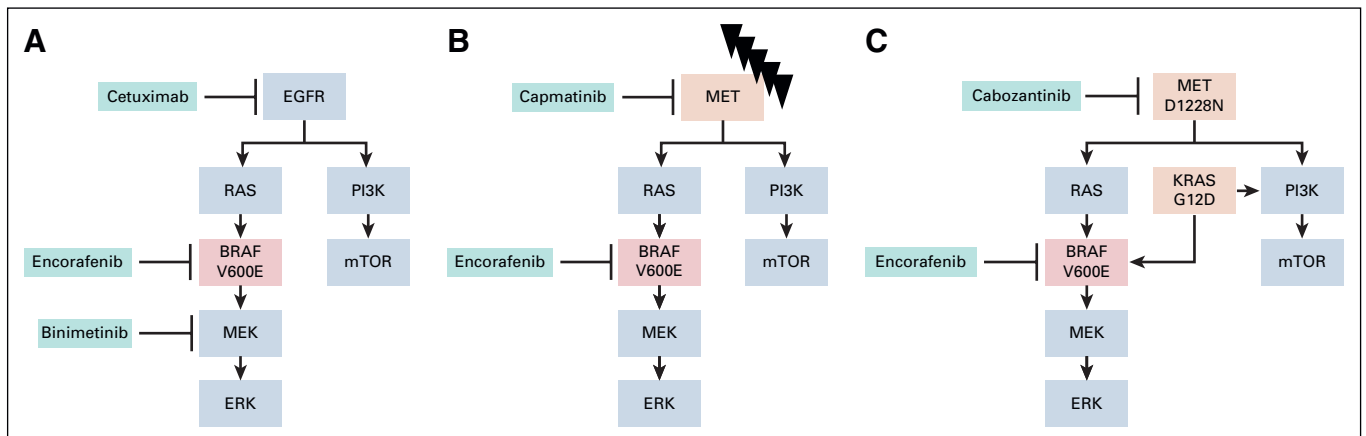 A
Cetuximab
EGFR
RAS
PI3K
Encorafenib
BRAF
V600E
mTOR
Binimetinib
MEK
ERK
B
Capmatinib
MET
RAS
PI3K
Encorafenib
BRAF
V600E
mTOR
MEK
ERK
C
Cabozantinib
MET
D1228N
RAS
KRAS
G12D
PI3K
Encorafenib
BRAF
V600E
mTOR
MEK
ERK